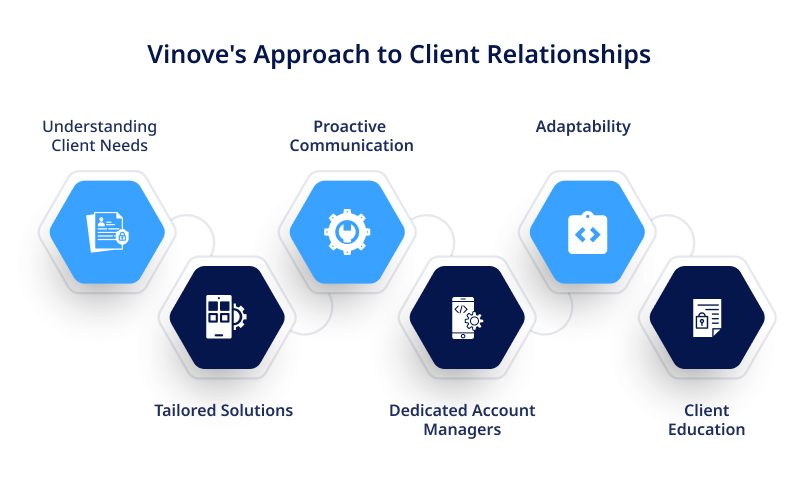 Vinove's Approach to Client Relationships
Understanding
Client Needs
Proactive
Communication
Adaptability
Tailored Solutions
Dedicated Account
Managers
Client
Education